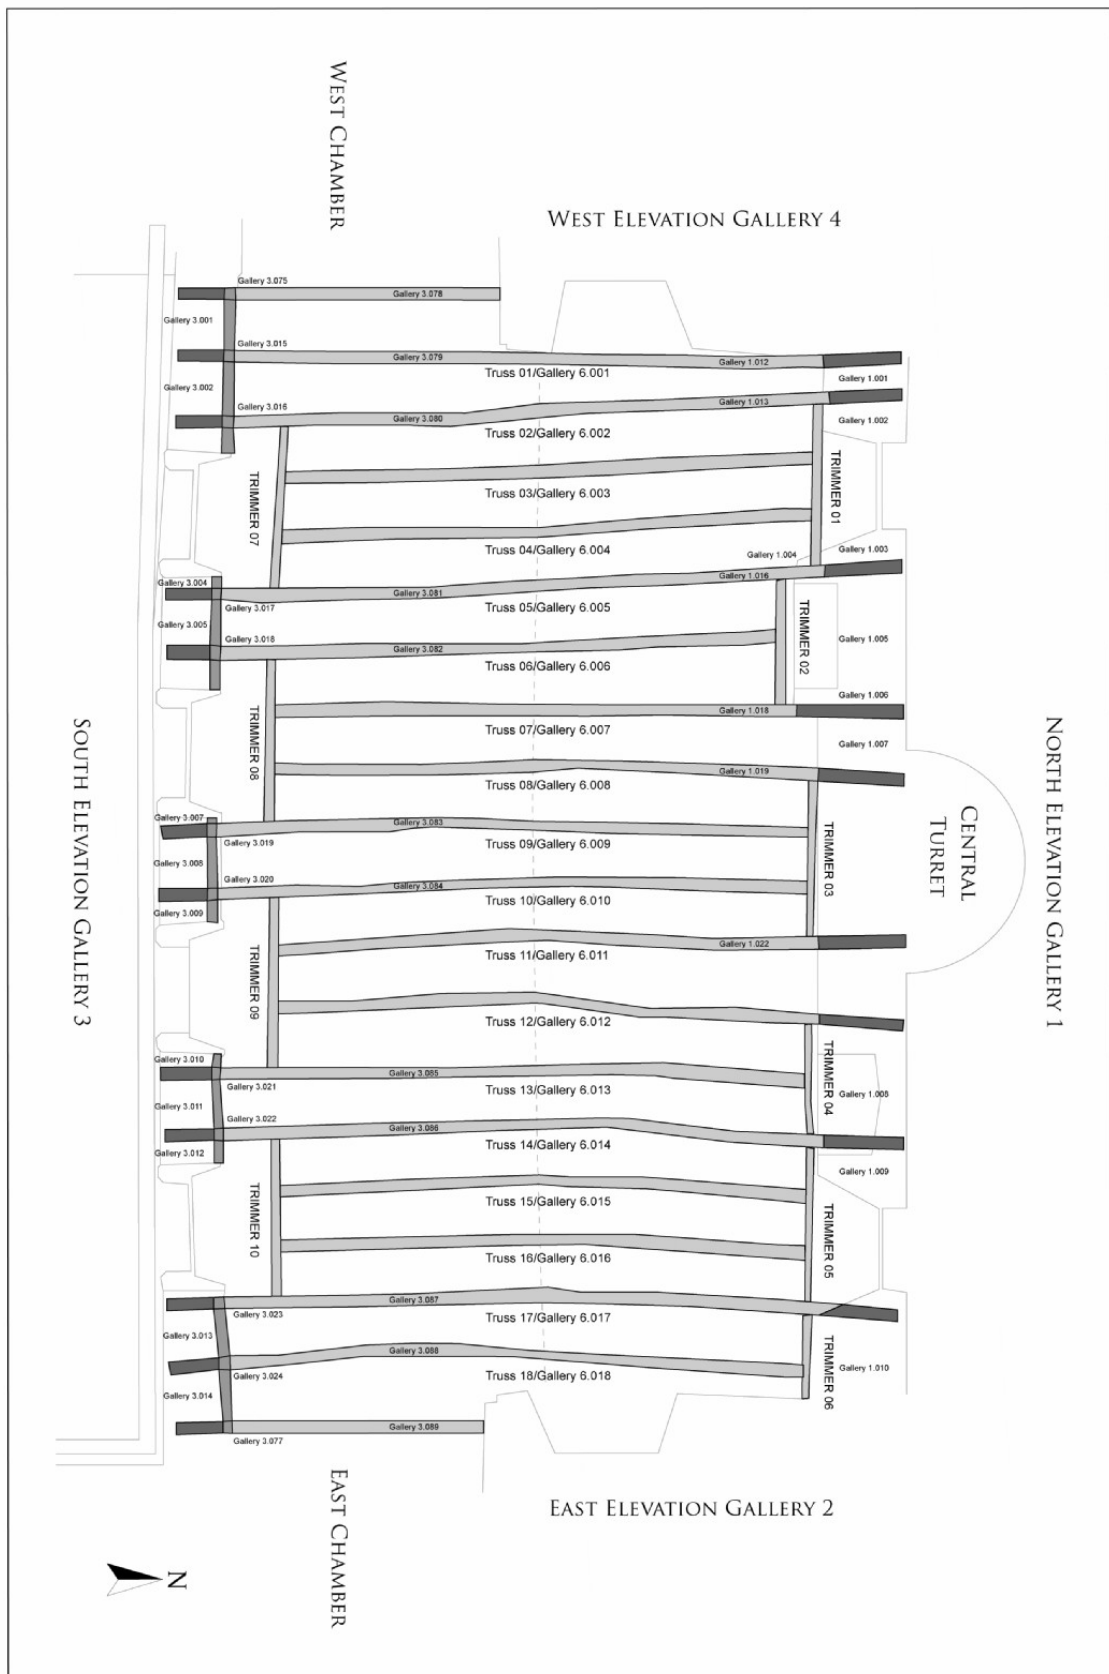 WEST CHAMBER
WEST ELEVATION GALLERY 4
Gallery 3.075
Gallery 3.078
Gallery 3.001
Gallery 3.015
Gallery 3.079
Gallery 1.012
Truss 01/Gallery 6.001
Gallery 1.001
Gallery 3.002
Gallery 3.016
Gallery 3.080
Gallery 1.013
Gallery 1.002
Truss 02/Gallery 6.002
TRIMMER 07
TRIMMER 01
Truss 03/Gallery 6.003
Truss 04/Gallery 6.004
Gallery 1.004
Gallery 1.003
Gallery 3.004
Gallery 3.081
Gallery 1.016
Gallery 3.017
Truss 05/Gallery 6.005
Gallery 3.005
TRIMMER 02
Gallery 3.018
Gallery 3.082
Gallery 1.005
Truss 06/Gallery 6.006
Gallery 1.006
TRIMMER 08
Gallery 1.018
Truss 07/Gallery 6.007
Gallery 1.007
Gallery 1.019
Truss 08/Gallery 6.008
SOUTH ELEVATION GALLERY 3
NORTH ELEVATION GALLERY 1
CENTRAL
TURRET
Gallery 3.007
Gallery 3.083
Gallery 3.019
Truss 09/Gallery 6.009
TRIMMER 03
Gallery 3.008
Gallery 3.020
Gallery 3.084
Truss 10/Gallery 6.010
Gallery 3.009
TRIMMER 09
Gallery 1.022
Truss 11/Gallery 6.011
Truss 12/Gallery 6.012
TRIMMER 04
Gallery 3.010
Gallery 3.085
Gallery 3.021
Truss 13/Gallery 6.013
Gallery 1.008
Gallery 3.011
Gallery 3.022
Gallery 3.086
Truss 14/Gallery 6.014
Gallery 3.012
Gallery 1.009
TRIMMER 10
TRIMMER 05
Truss 15/Gallery 6.015
Truss 16/Gallery 6.016
Gallery 3.087
Gallery 3.023
Truss 17/Gallery 6.017
Gallery 3.013
TRIMMER 06
Gallery 3.088
Gallery 1.010
Gallery 3.024
Truss 18/Gallery 6.018
Gallery 3.014
Gallery 3.089
Gallery 3.077
EAST CHAMBER
EAST ELEVATION GALLERY 2
N